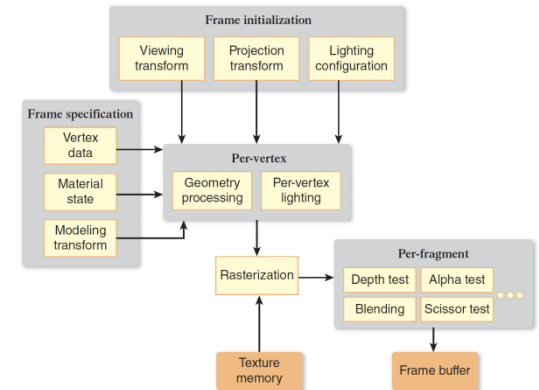 Frame initialization
Viewing
transform
Projection
transform
Lighting
configuration
Frame specification
Vertex
data
Material
state
Modeling
transform
Per-vertex
Geometry
processing
Per-vertex
lighting
Rasterization
Per-fragment
Depth test
Alpha test
Blending
Scissor test
Texture
memory
Frame buffer